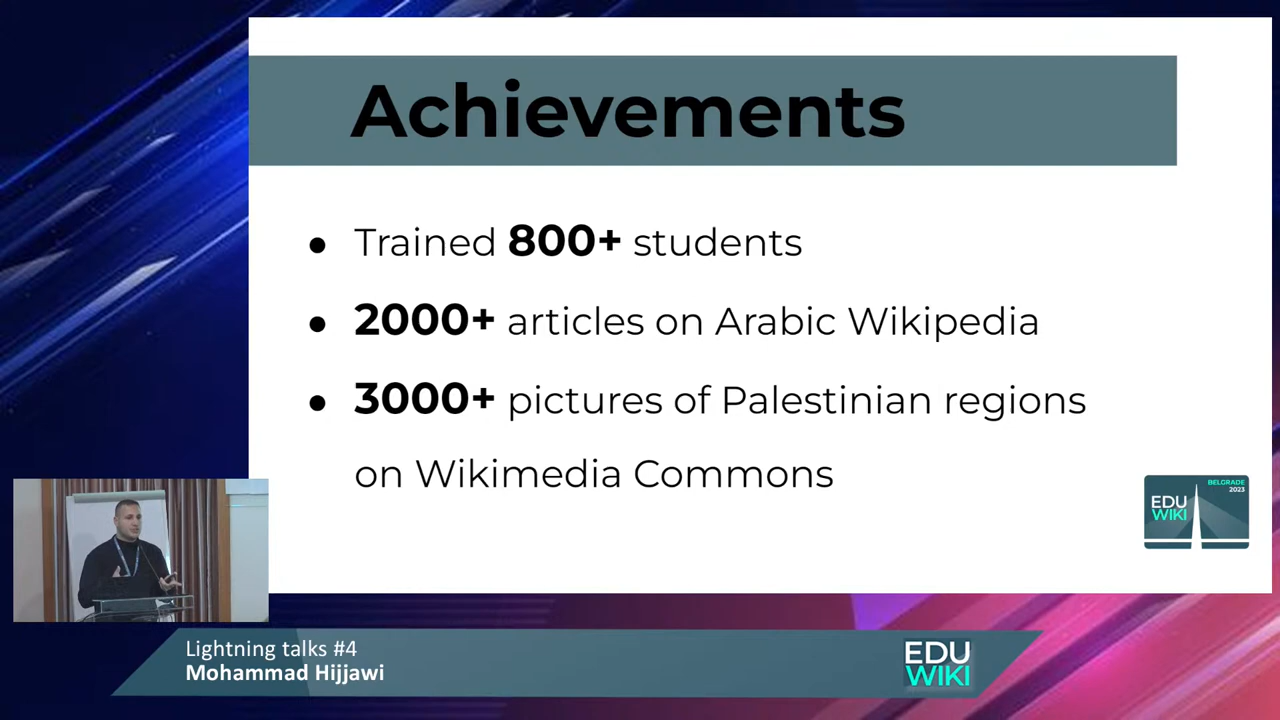 Achievements
● Trained 800+ students
● 2000+ articles on Arabic Wikipedia
● 3000+ pictures of Palestinian regions
on Wikimedia Commons
BELGRADE
2023
EDU
WIKI
Lightning talks #4
Mohammad Hijjawi
EDU
WIKI